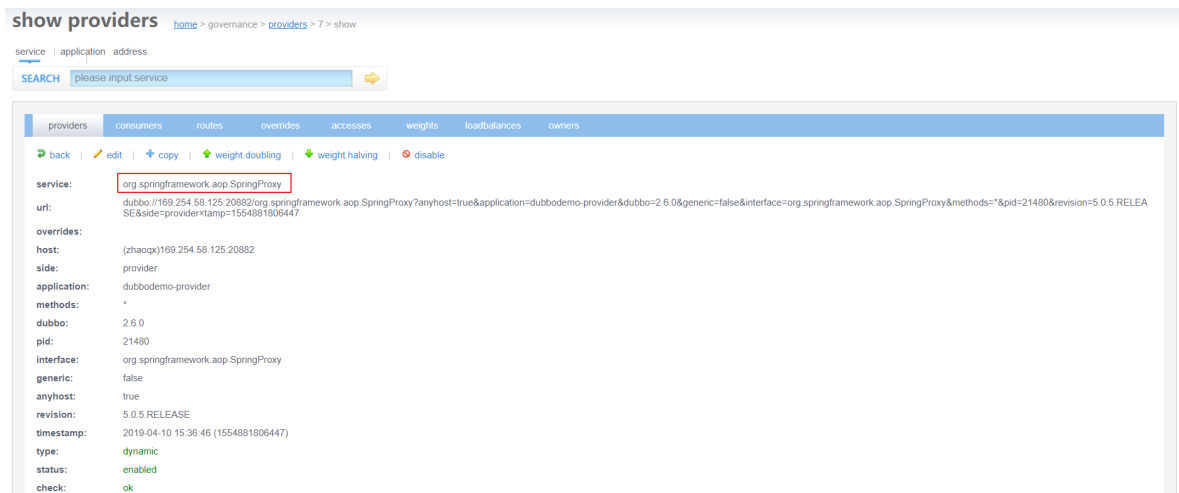 show providers home > governance > providers > 7 > show
service | application address
SEARCH please.input.service
providers consumers routes overrides accesses weights loadbalances owners
back | edit | copy | weight.doubling | weight.halving | disable
service: org.springframework.aop.SpringProxy
url: dubbo://169.254.58.125:20882/org.springframework.aop.SpringProxy?anyhost=true&application=dubbodemo-provider&dubbo=2.6.0&generic=false&interface=org.springframework.aop.SpringProxy&methods=*&pid=21480&revision=5.0.5.RELEA
SE&side=provider×tamp=1554881806447
overrides:
host: (zhaoqx)169.254.58.125:20882
side: provider
application: dubbodemo-provider
methods: *
dubbo: 2.6.0
pid: 21480
interface: org.springframework.aop.SpringProxy
generic: false
anyhost: true
revision: 5.0.5.RELEASE
timestamp: 2019-04-10 15:36:46 (1554881806447)
type: dynamic
status: enabled
check: ok